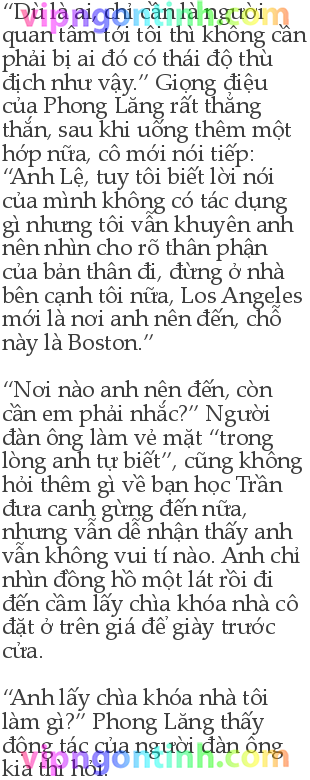 “Dù là ai, chỉ cần là người
quan tâm tới tôi thì không cần
phải bị ai đó có thái độ thù
địch như vậy.” Giọng điệu
của Phong Lăng rất thẳng
thắn, sau khi uống thêm một
hớp nữa, cô mới nói tiếp:
“Anh Lệ, tuy tôi biết lời nói
của mình không có tác dụng
gì nhưng tôi vẫn khuyên anh
nên nhìn cho rõ thân phận
của bản thân đi, đừng ở nhà
bên cạnh tôi nữa, Los Angeles
mới là nơi anh nên đến, chỗ
này là Boston.”
“Nơi nào anh nên đến, còn
cần em phải nhắc?” Người
đàn ông làm vẻ mặt “trong
lòng anh tự biết”, cũng không
hỏi thêm gì về bạn học Trần
đưa canh gừng đến nữa,
nhưng vẫn dễ nhận thấy anh
vẫn không vui tí nào. Anh chỉ
nhìn đồng hồ một lát rồi đi
đến cầm lấy chìa khóa nhà cô
đặt ở trên giá để giày trước
cửa.
“Anh lấy chìa khóa nhà tôi
làm gì?” Phong Lăng thấy
động tác của người đàn ông
kia thì hỏi.
vipngontinh.com
vipngontinh.com